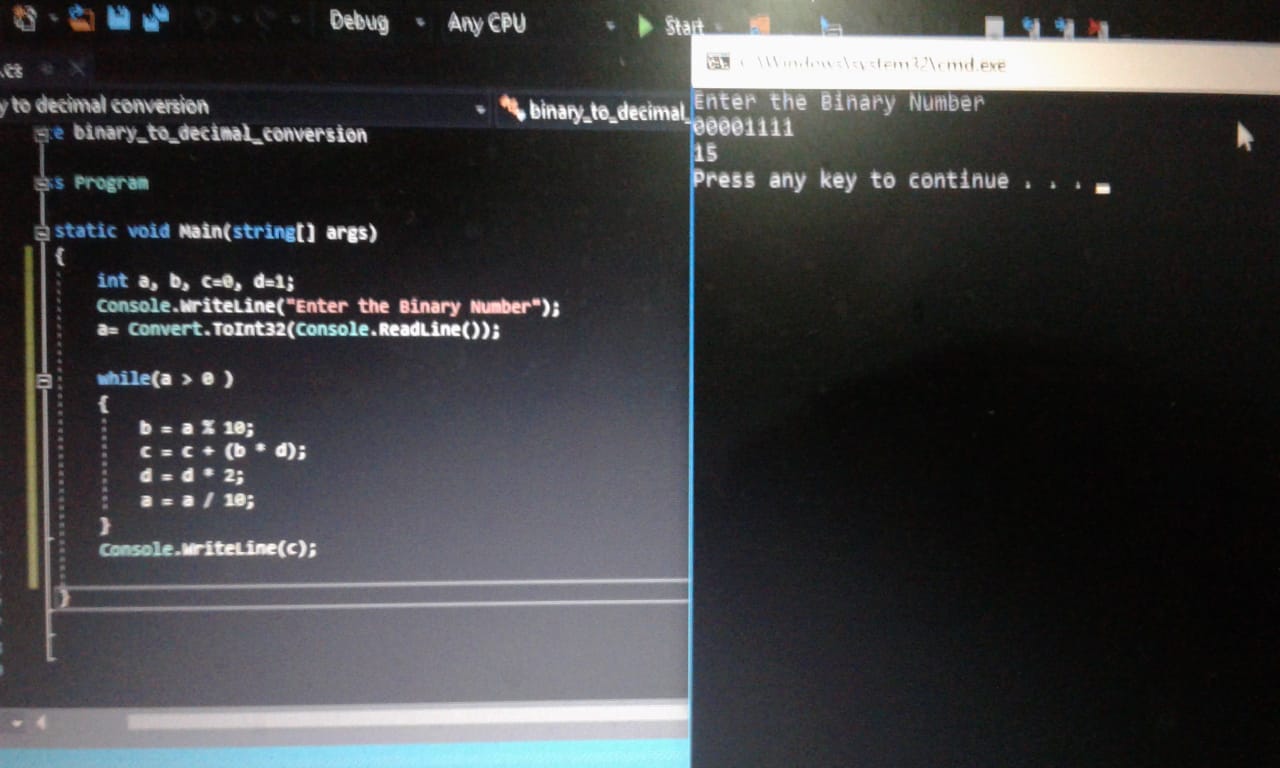 Debug Any CPU Start
.cs
y to decimal conversion
binary_to_decimal_
e binary_to_decimal_conversion
s Program
static void Main(string[] args)
{
int a, b, c=0, d=1;
Console.WriteLine("Enter the Binary Number");
a= Convert.ToInt32(Console.ReadLine());
while(a > 0 )
{
b = a % 10;
c = c + (b * d);
d = d * 2;
a = a / 10;
}
Console.WriteLine(c);
}
c:\Windows\system32\cmd.exe
Enter the Binary Number
00001111
15
Press any key to continue . . .